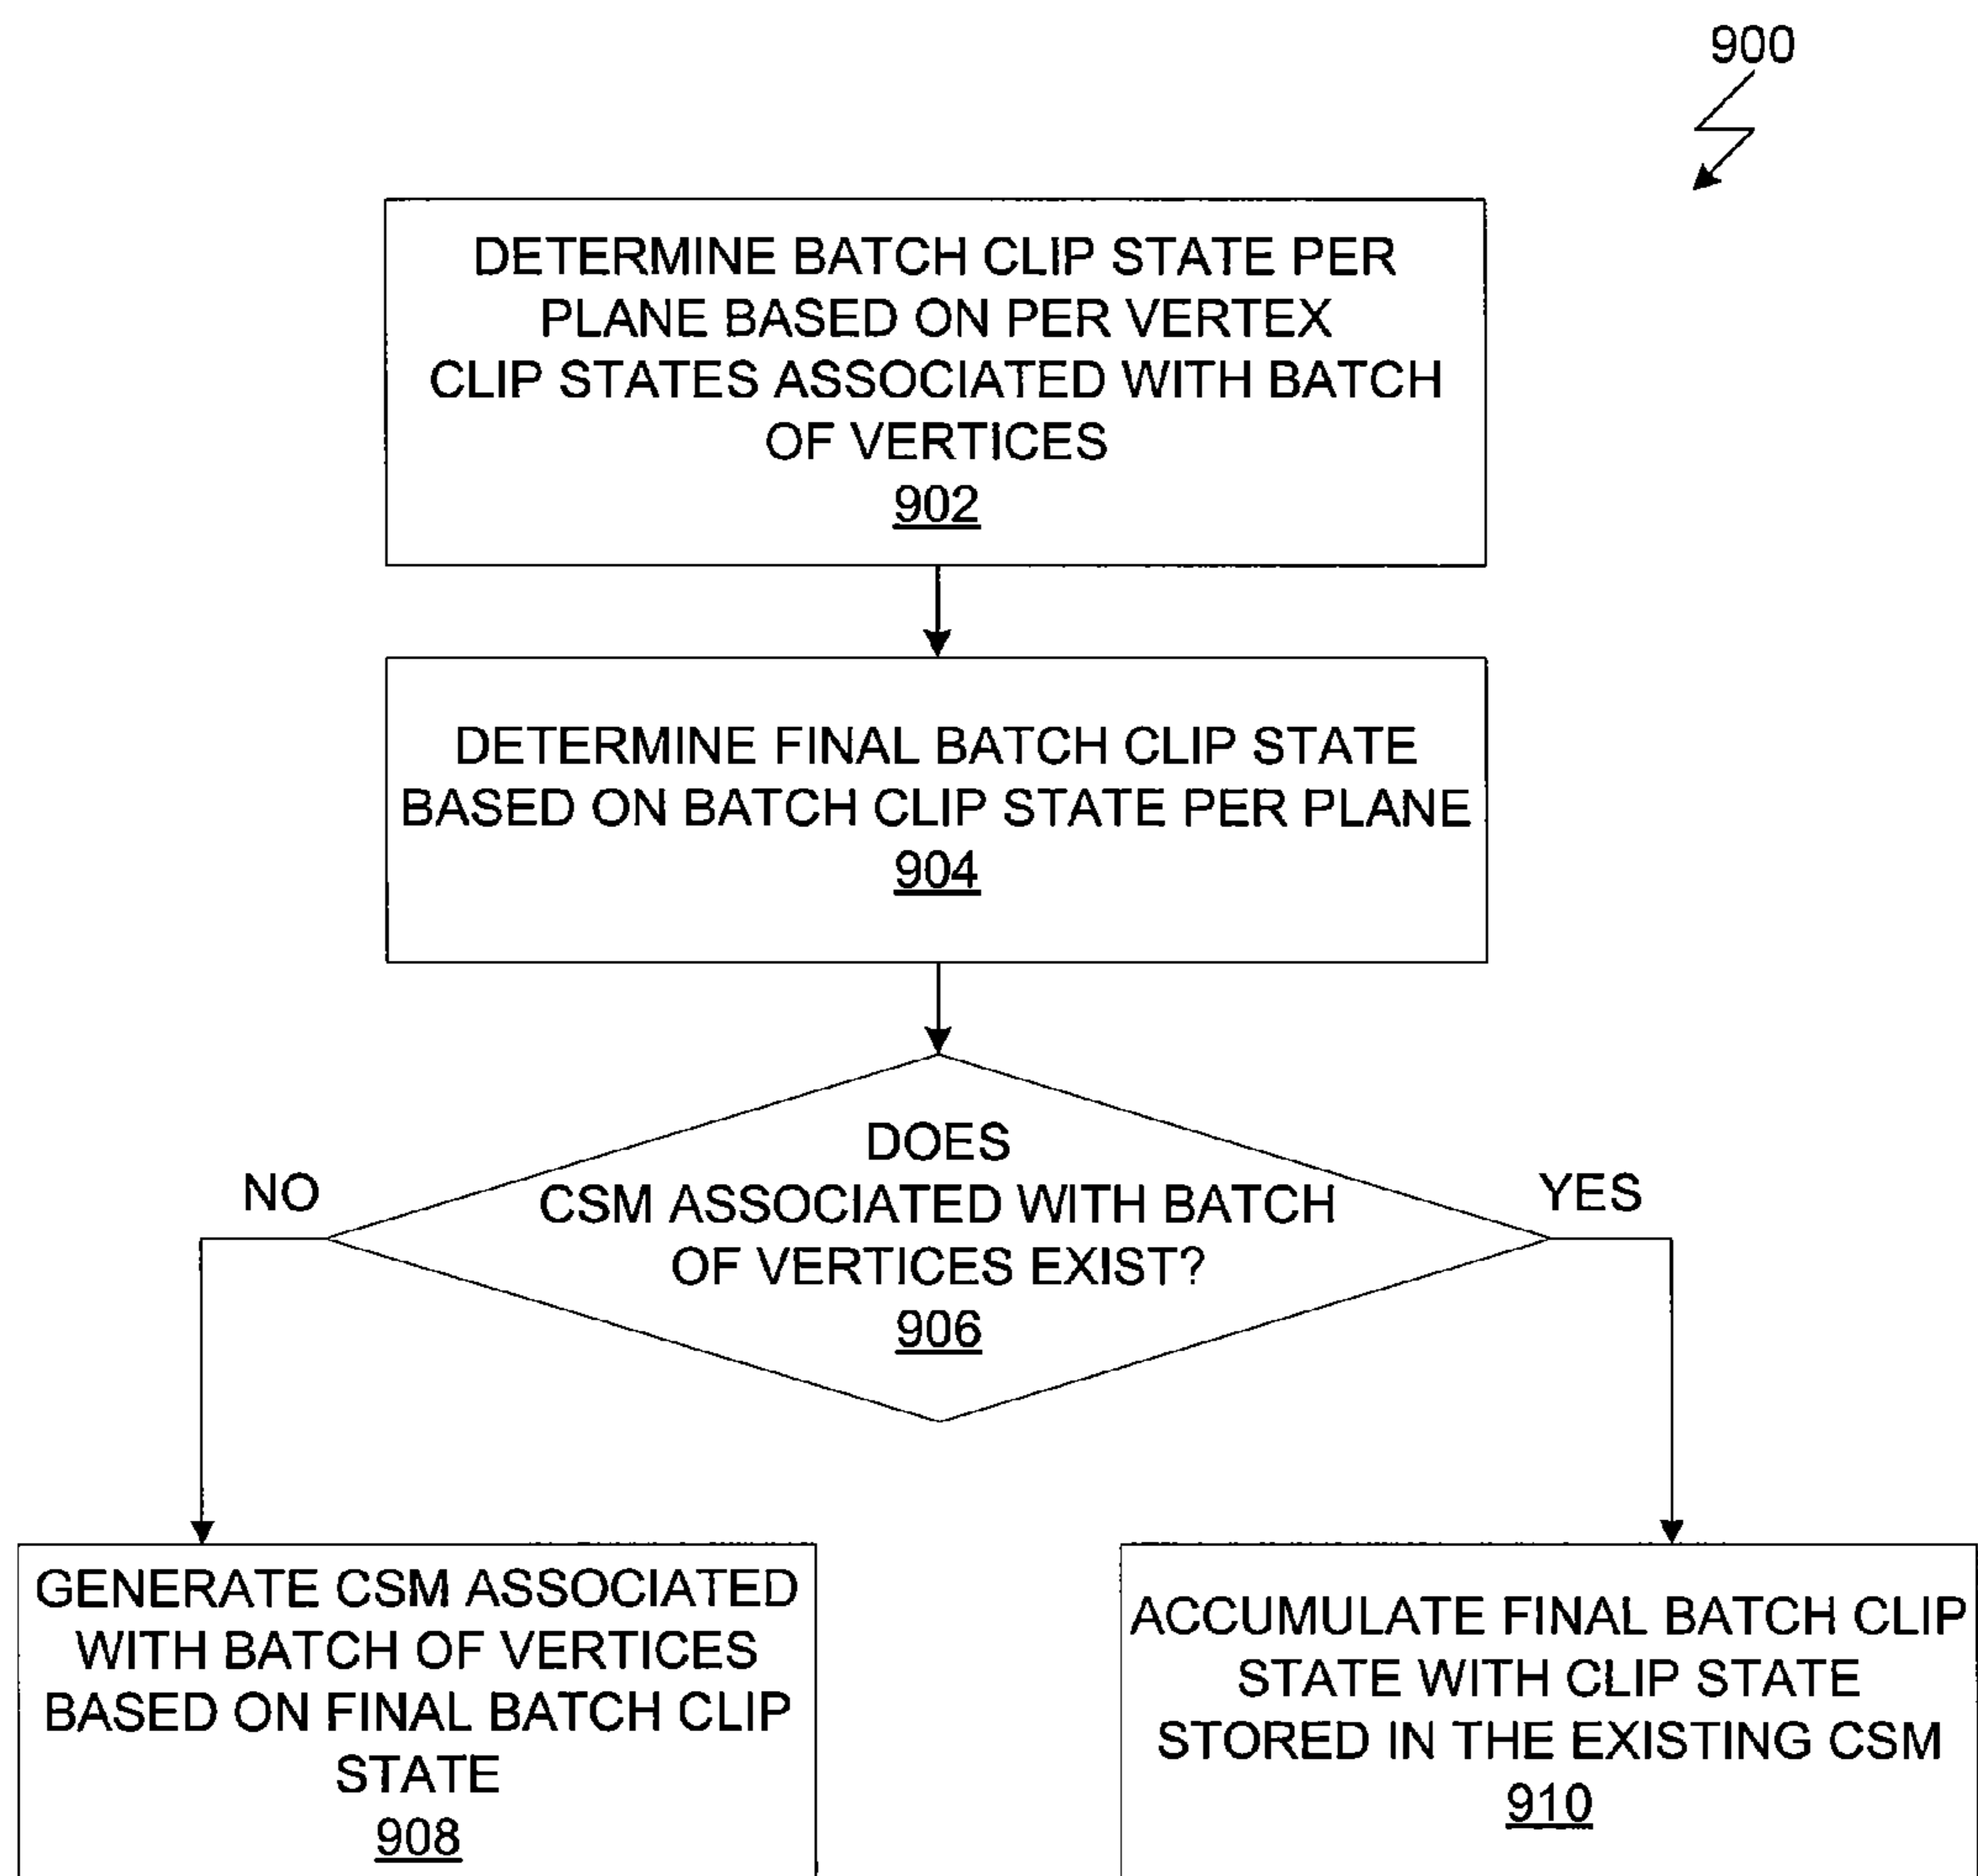 900
DETERMINE BATCH CLIP STATE PER
PLANE BASED ON PER VERTEX
CLIP STATES ASSOCIATED WITH BATCH
OF VERTICES
902
DETERMINE FINAL BATCH CLIP STATE
BASED ON BATCH CLIP STATE PER PLANE
904
DOES
CSM ASSOCIATED WITH BATCH
OF VERTICES EXIST?
906
NO
YES
GENERATE CSM ASSOCIATED
WITH BATCH OF VERTICES
BASED ON FINAL BATCH CLIP
STATE
908
ACCUMULATE FINAL BATCH CLIP
STATE WITH CLIP STATE
STORED IN THE EXISTING CSM
910